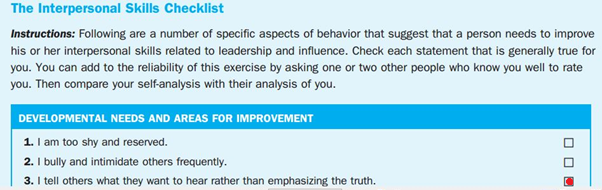 The Interpersonal Skills Checklist
Instructions: Following are a number of specific aspects of behavior that suggest that a person needs to improve
his or her interpersonal skills related to leadership and influence. Check each statement that is generally true for
you. You can add to the reliability of this exercise by asking one or two other people who know you well to rate
you. Then compare your self-analysis with their analysis of you.
DEVELOPMENTAL NEEDS AND AREAS FOR IMPROVEMENT
1. I am too shy and reserved.
2. I bully and intimidate others frequently.
3. I tell others what they want to hear rather than emphasizing the truth.